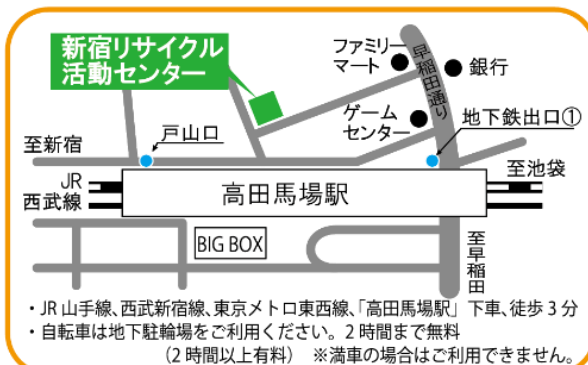 新宿リサイクル
活動センター
ファミリー
マート
早稲田通り
銀行
ゲーム
センター
地下鉄出口①
戸山口
至新宿
JR
西武線
高田馬場駅
至池袋
BIG BOX
至早稲田
・JR山手線、西武新宿線、東京メトロ東西線、「高田馬場駅」下車、徒歩3分
・自転車は地下駐輪場をご利用ください。2時間まで無料
（2時間以上有料） ※満車の場合はご利用できません。